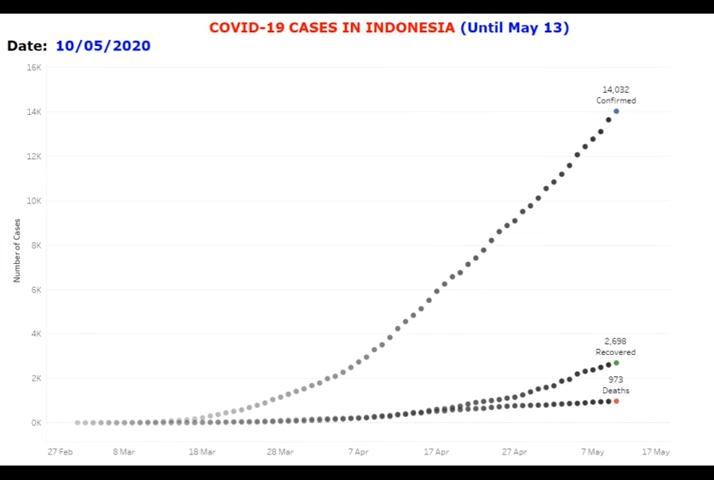 COVID-19 CASES IN INDONESIA (Until May 13)
Date: 10/05/2020
16K
14,032
Confirmed
14K
12K
10K
Number of Cases
8K
6K
4K
2,698
Recovered
2K
973
Deaths
0K
27 Feb 8 Mar 18 Mar 28 Mar 7 Apr 17 Apr 27 Apr 7 May 17 May